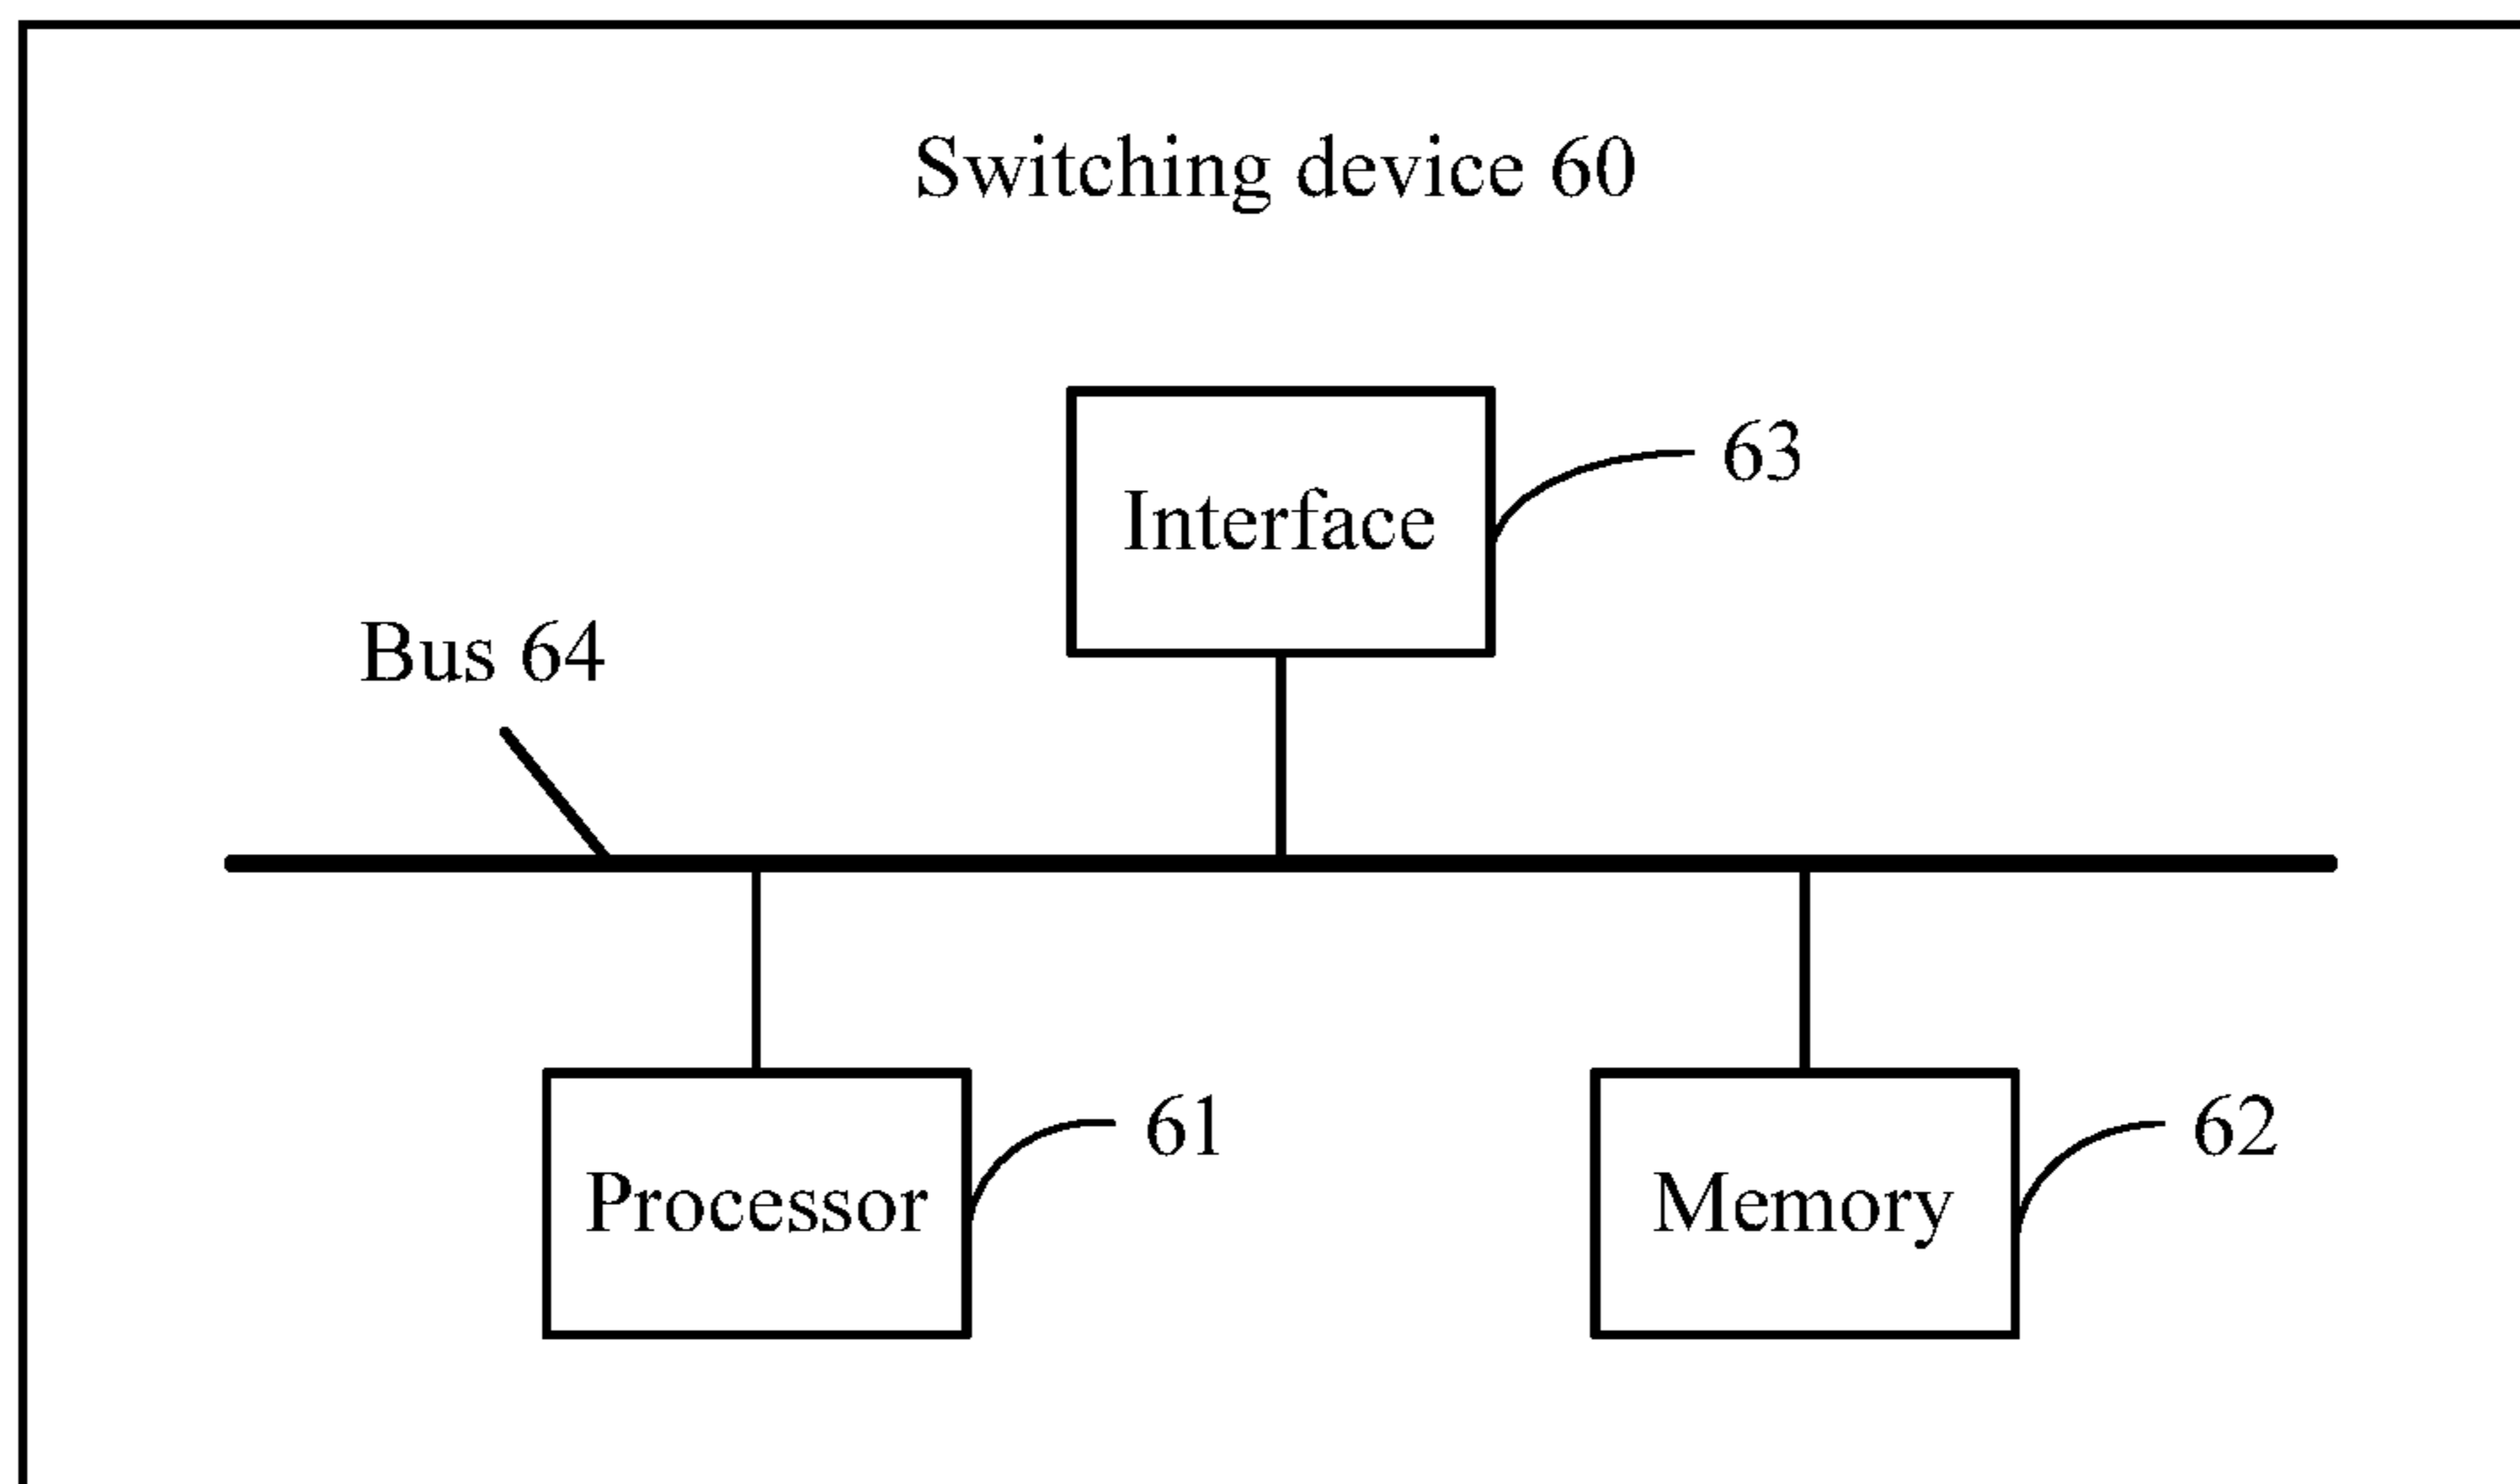 Switching device 60
63
Interface
Bus 64
61
Processor
62
Memory